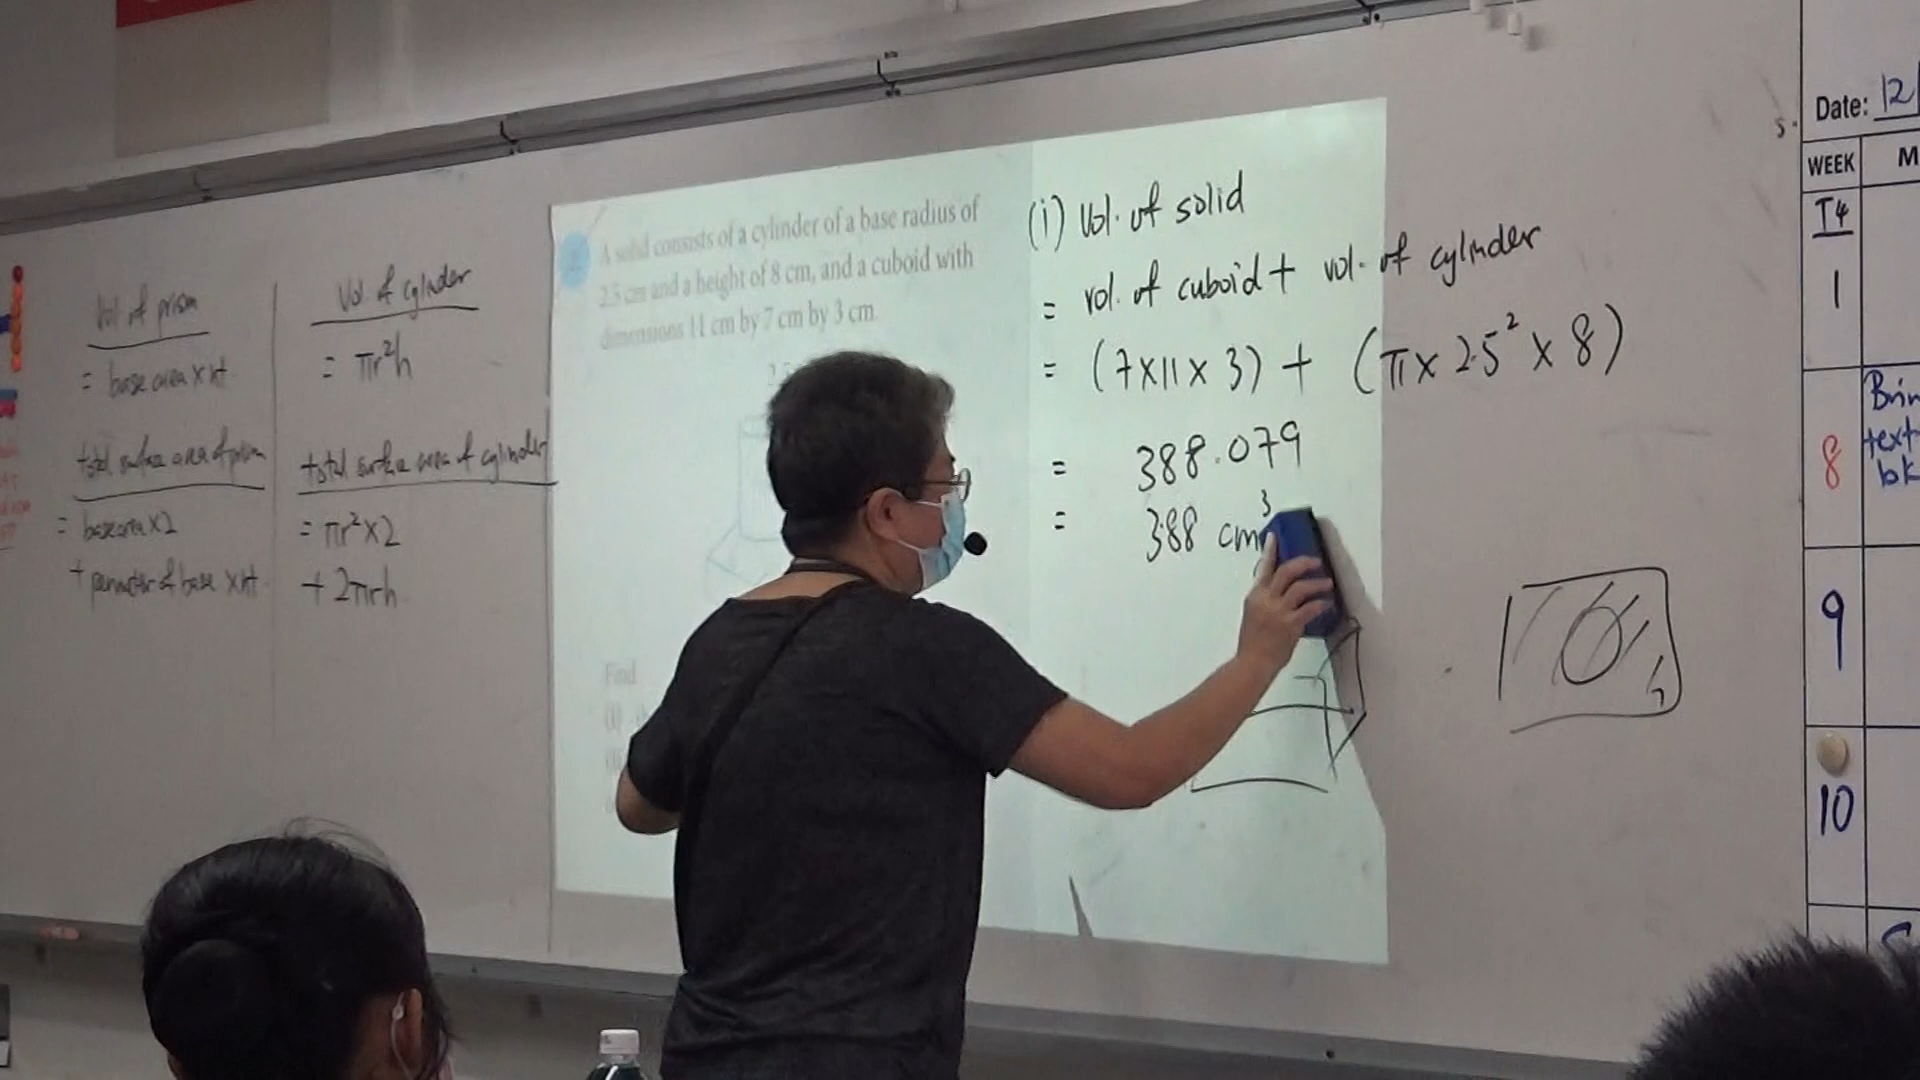 Vol of prism
= base area x ht
total surface area of prism
= base area x 2
+ perimeter of base x ht
Vol of cylinder
= πr²h
total surface area of cylinder
= πr² x 2
+ 2πrh
A solid consists of a cylinder of a base radius of
2.5 cm and a height of 8 cm, and a cuboid with
dimensions 11 cm by 7 cm by 3 cm.
Find
(i)
(i) Vol. of solid
= vol. of cuboid + vol. of cylinder
= (7x11x 3) + (π x 2.5² x 8)
= 388.079
= 388 cm³
Date: 12
WEEK M
T4
1
8
text
bk
9
10